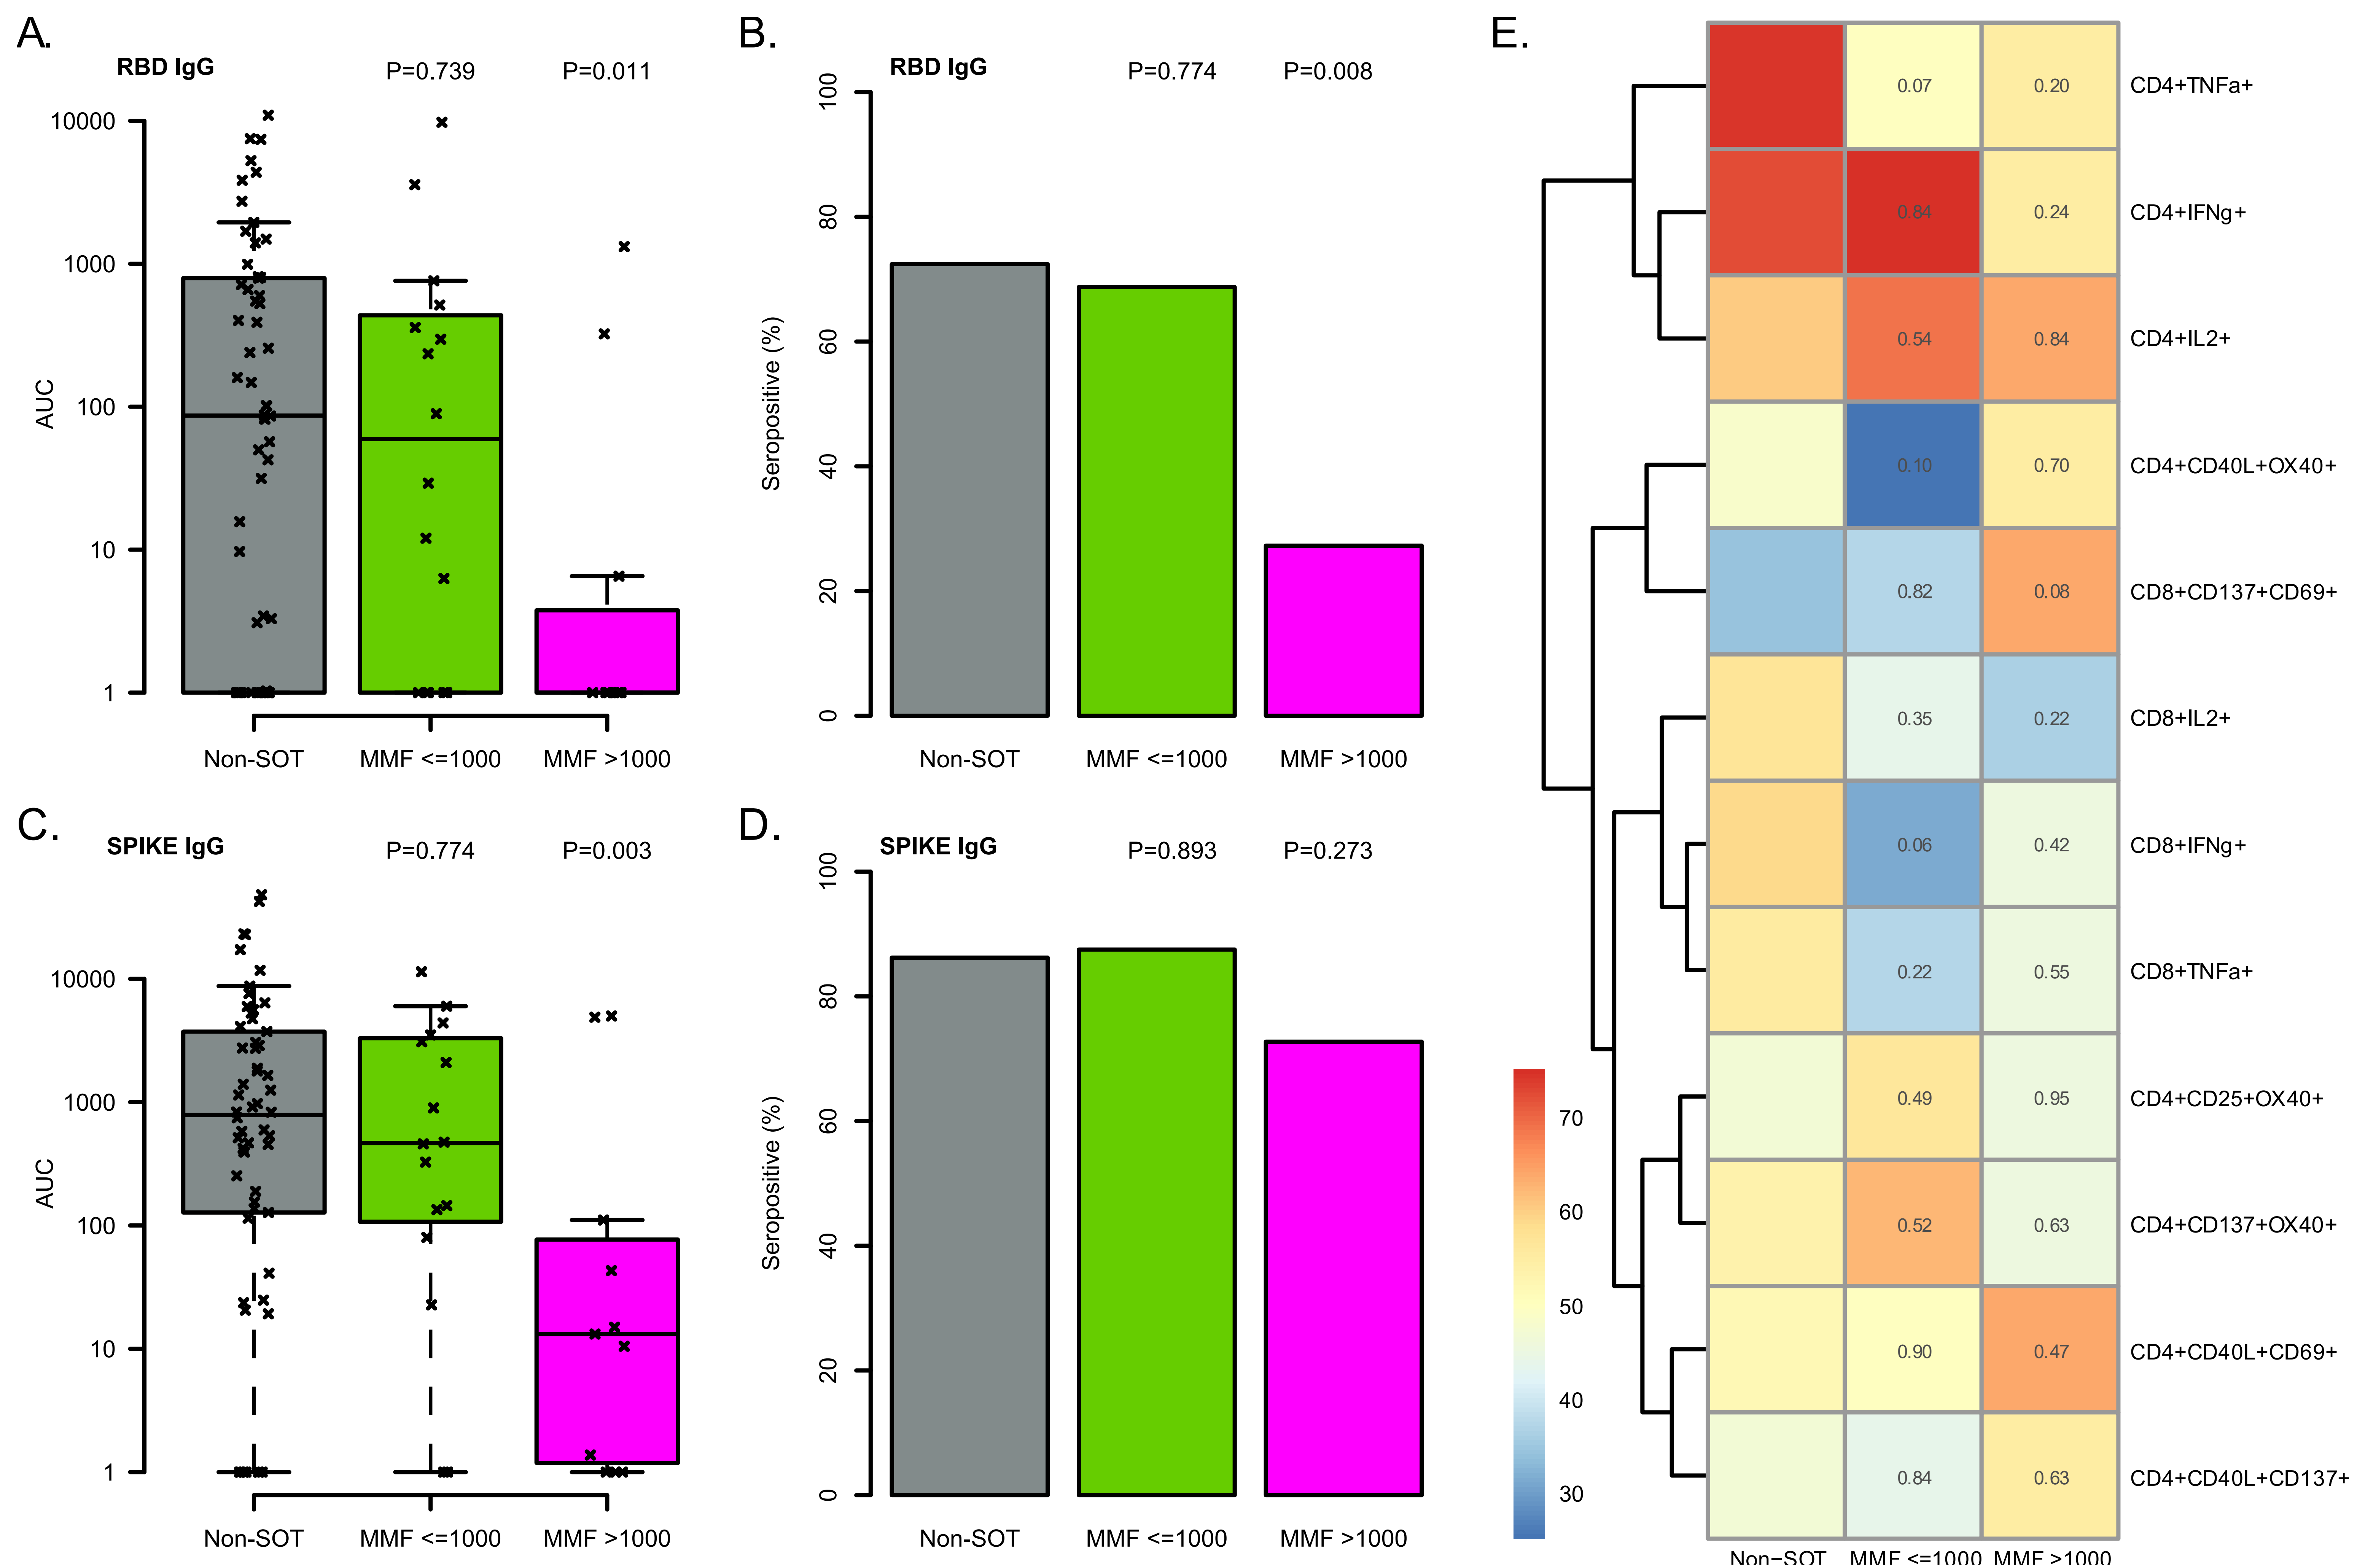 A.
RBD IgG
P=0.739
P=0.011
10000
1000
100
10
1
AUC
Non-SOT
MMF <=1000
MMF >1000
B.
RBD IgG
P=0.774
P=0.008
100
80
60
40
20
0
Seropositive (%)
Non-SOT
MMF <=1000
MMF >1000
C.
SPIKE IgG
P=0.774
P=0.003
10000
1000
100
10
1
AUC
Non-SOT
MMF <=1000
MMF >1000
D.
SPIKE IgG
P=0.893
P=0.273
100
80
60
40
20
0
Seropositive (%)
Non-SOT
MMF <=1000
MMF >1000
E.
0.07 0.20 CD4+TNFa+
0.84 0.24 CD4+IFNg+
0.54 0.84 CD4+IL2+
0.10 0.70 CD4+CD40L+OX40+
0.82 0.08 CD8+CD137+CD69+
0.35 0.22 CD8+IL2+
0.06 0.42 CD8+IFNg+
0.22 0.55 CD8+TNFa+
0.49 0.95 CD4+CD25+OX40+
0.52 0.63 CD4+CD137+OX40+
0.90 0.47 CD4+CD40L+CD69+
0.84 0.63 CD4+CD40L+CD137+
70
60
50
40
30
Non−SOT MMF <=1000 MMF >1000